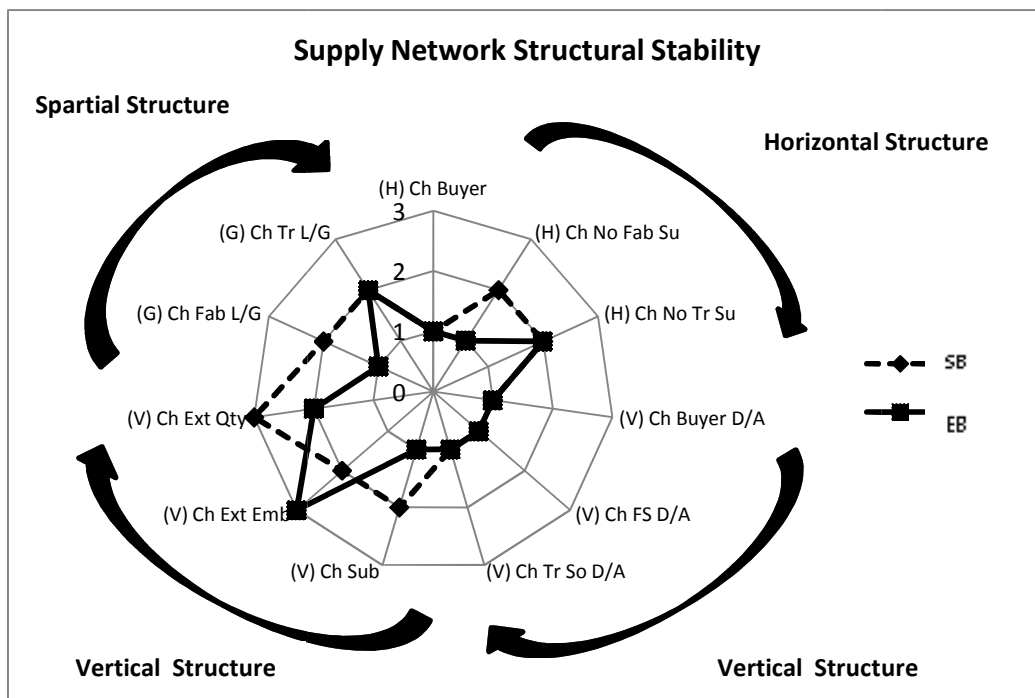 Supply Network Structural Stability
Spartial Structure
Horizontal Structure
(H) Ch Buyer
3
(G) Ch Tr L/G
(H) Ch No Fab Su
2
(G) Ch Fab L/G
(H) Ch No Tr Su
1
SB
0
(V) Ch Ext Qty
(V) Ch Buyer D/A
EB
(V) Ch Ext Emb
(V) Ch FS D/A
(V) Ch Sub
(V) Ch Tr So D/A
Vertical Structure
Vertical Structure